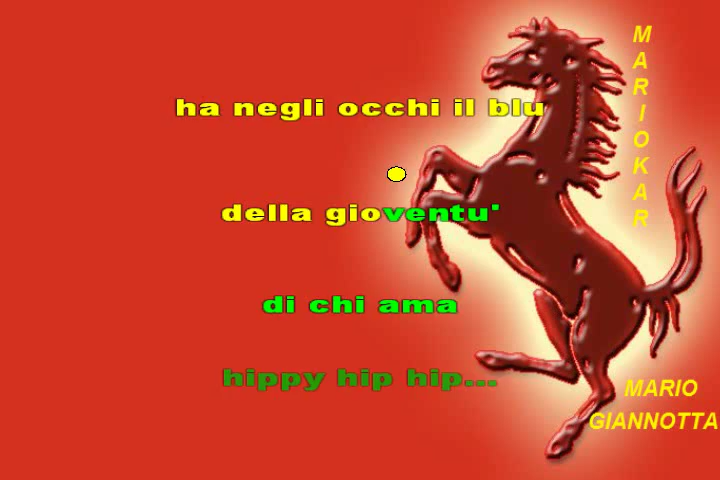 ha negli occhi il blu
della gioventu'
di chi ama
hippy hip hip...
MARIOKAR
MARIO
GIANNOTTA